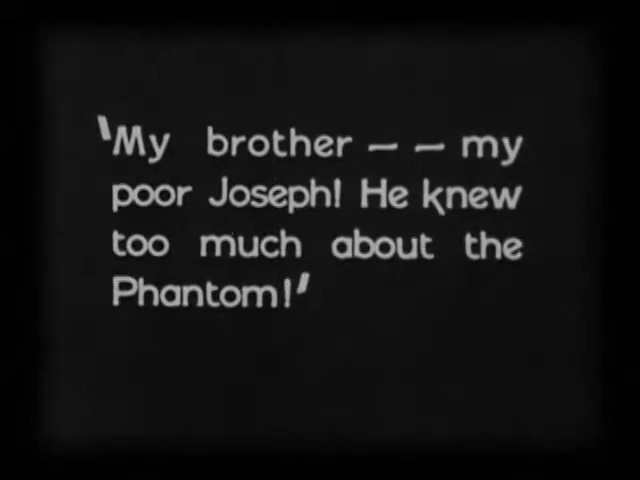 'My brother — — my
poor Joseph! He knew
too much about the
Phantom!'